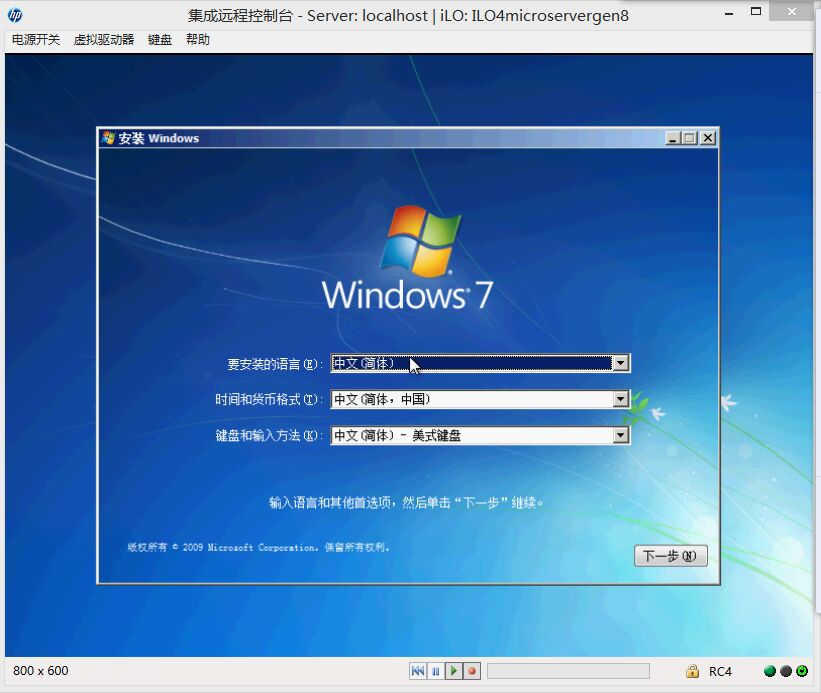 集成远程控制台 - Server: localhost | iLO: ILO4microservergen8
电源开关 虚拟驱动器 键盘 帮助
安装 Windows
Windows 7
要安装的语言(E): 中文(简体)
时间和货币格式(T): 中文(简体，中国)
键盘和输入方法(K): 中文(简体) - 美式键盘
输入语言和其他首选项，然后单击“下一步”继续。
版权所有 © 2009 Microsoft Corporation。保留所有权利。
下一步(N)
800 x 600 RC4